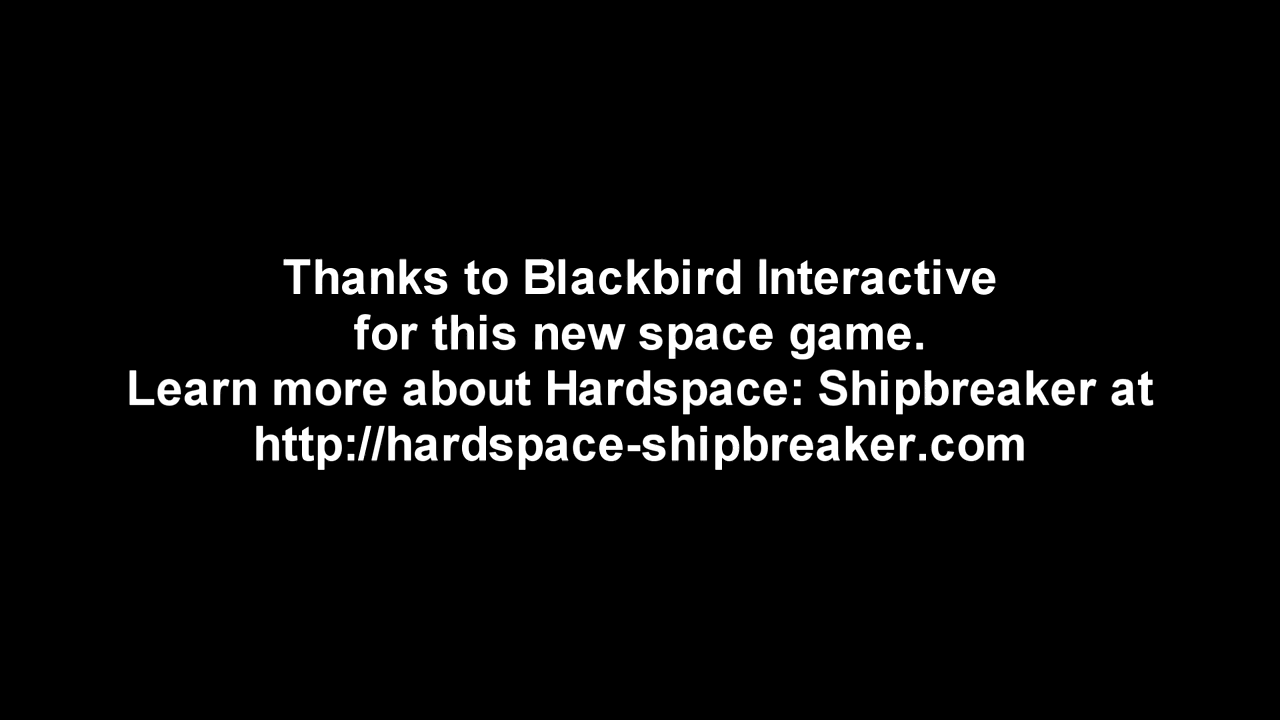 Thanks to Blackbird Interactive
for this new space game.
Learn more about Hardspace: Shipbreaker at
http://hardspace-shipbreaker.com